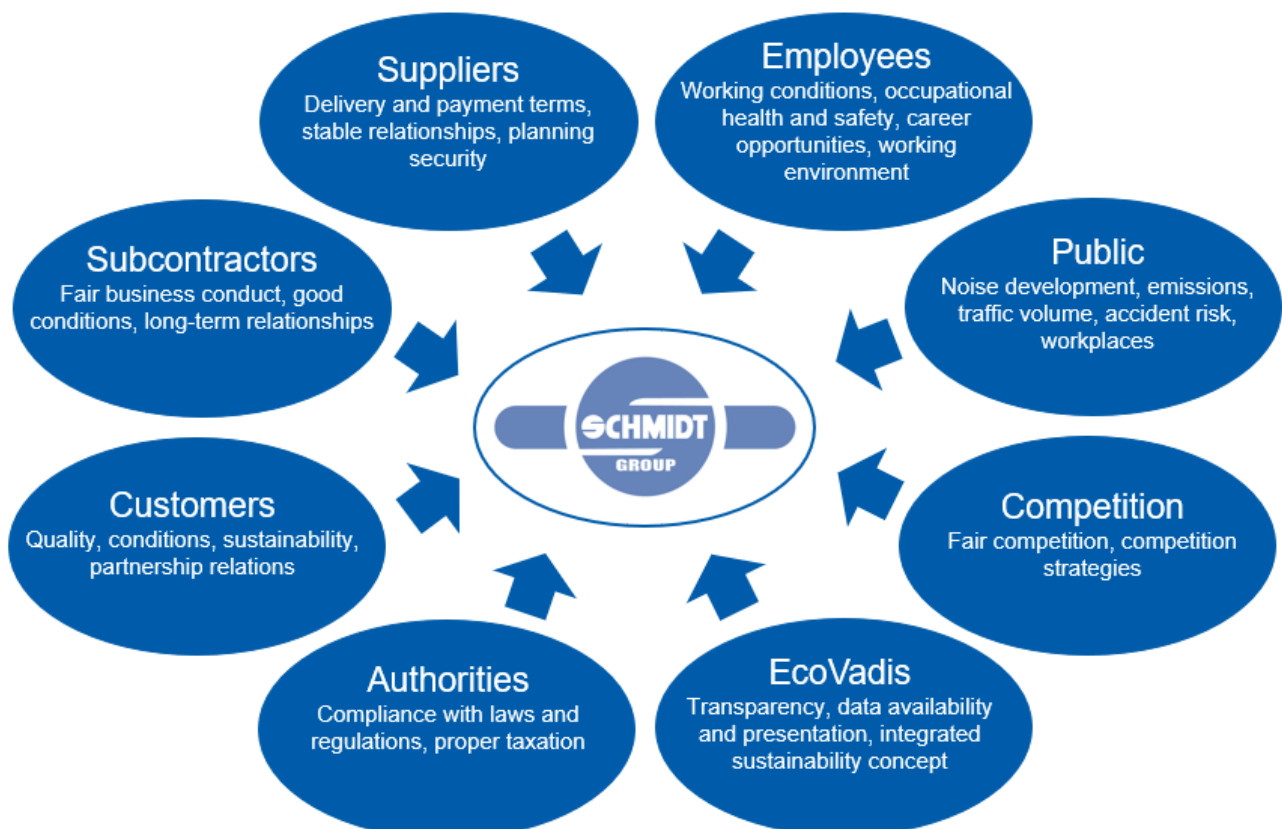 Suppliers
Delivery and payment terms,
stable relationships, planning
security
Employees
Working conditions, occupational
health and safety, career
opportunities, working
environment
Subcontractors
Fair business conduct, good
conditions, long-term relationships
Public
Noise development, emissions,
traffic volume, accident risk,
workplaces
SCHMIDT
GROUP
Customers
Quality, conditions, sustainability,
partnership relations
Competition
Fair competition, competition
strategies
Authorities
Compliance with laws and
regulations, proper taxation
EcoVadis
Transparency, data availability
and presentation, integrated
sustainability concept